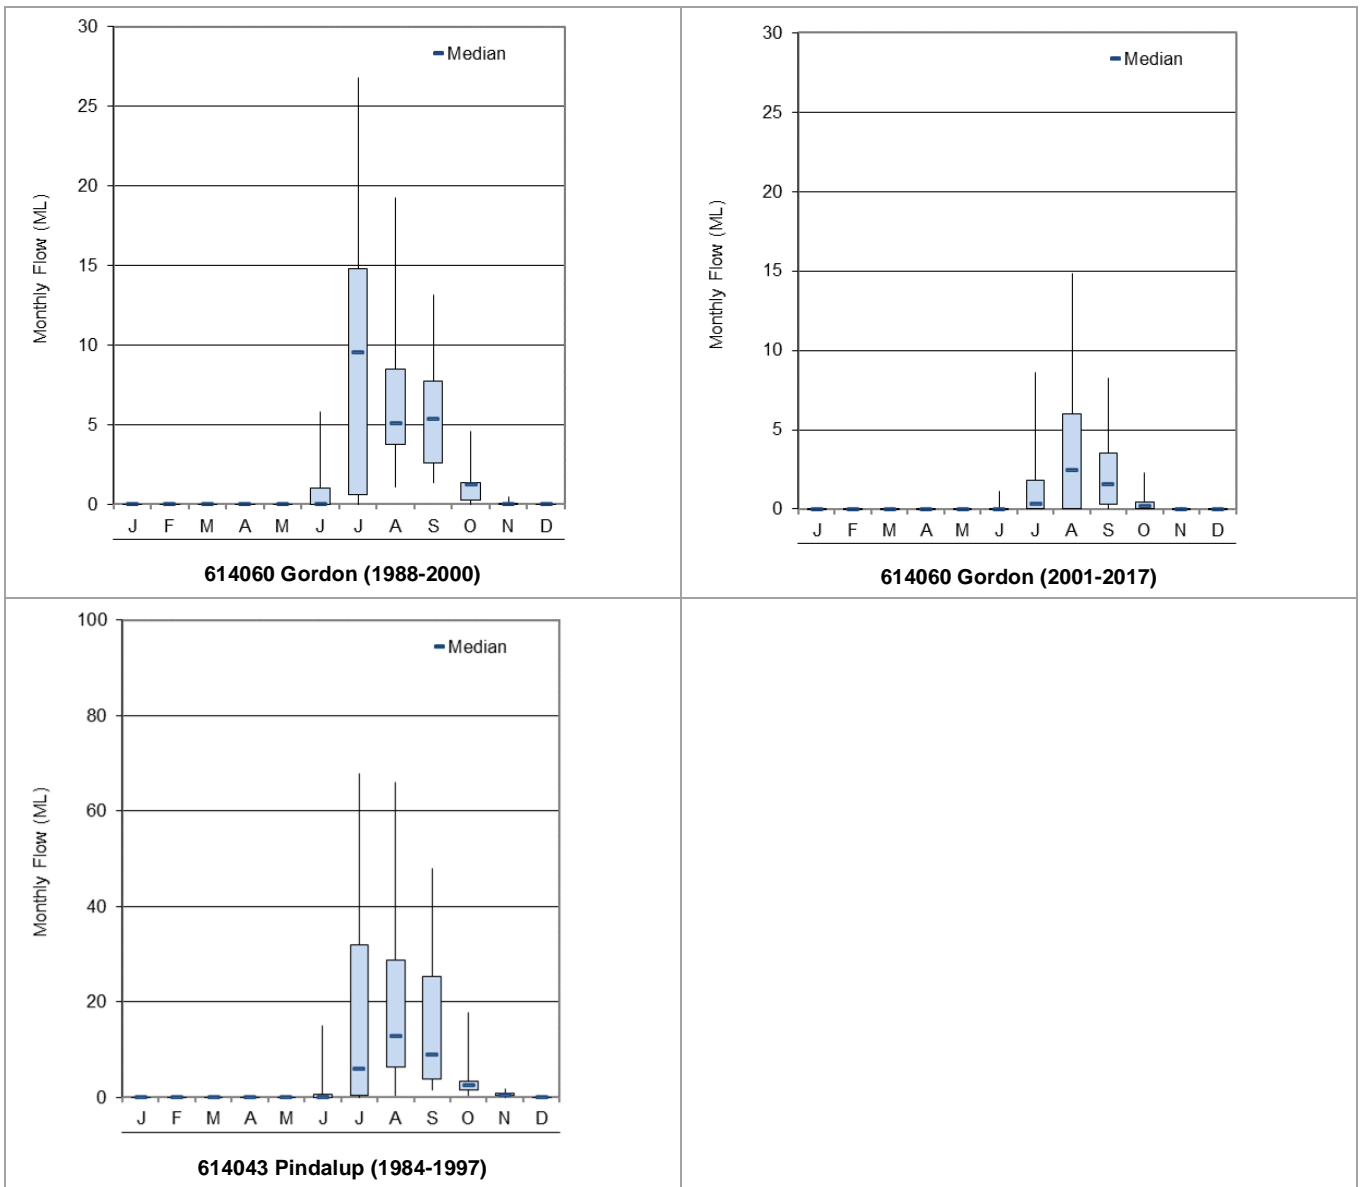 30
25
20
15
10
5
0
Monthly Flow (ML)
Median
J F M A M J J A S O N D
614060 Gordon (1988-2000)
30
25
20
15
10
5
0
Monthly Flow (ML)
Median
J F M A M J J A S O N D
614060 Gordon (2001-2017)
100
80
60
40
20
0
Monthly Flow (ML)
Median
J F M A M J J A S O N D
614043 Pindalup (1984-1997)